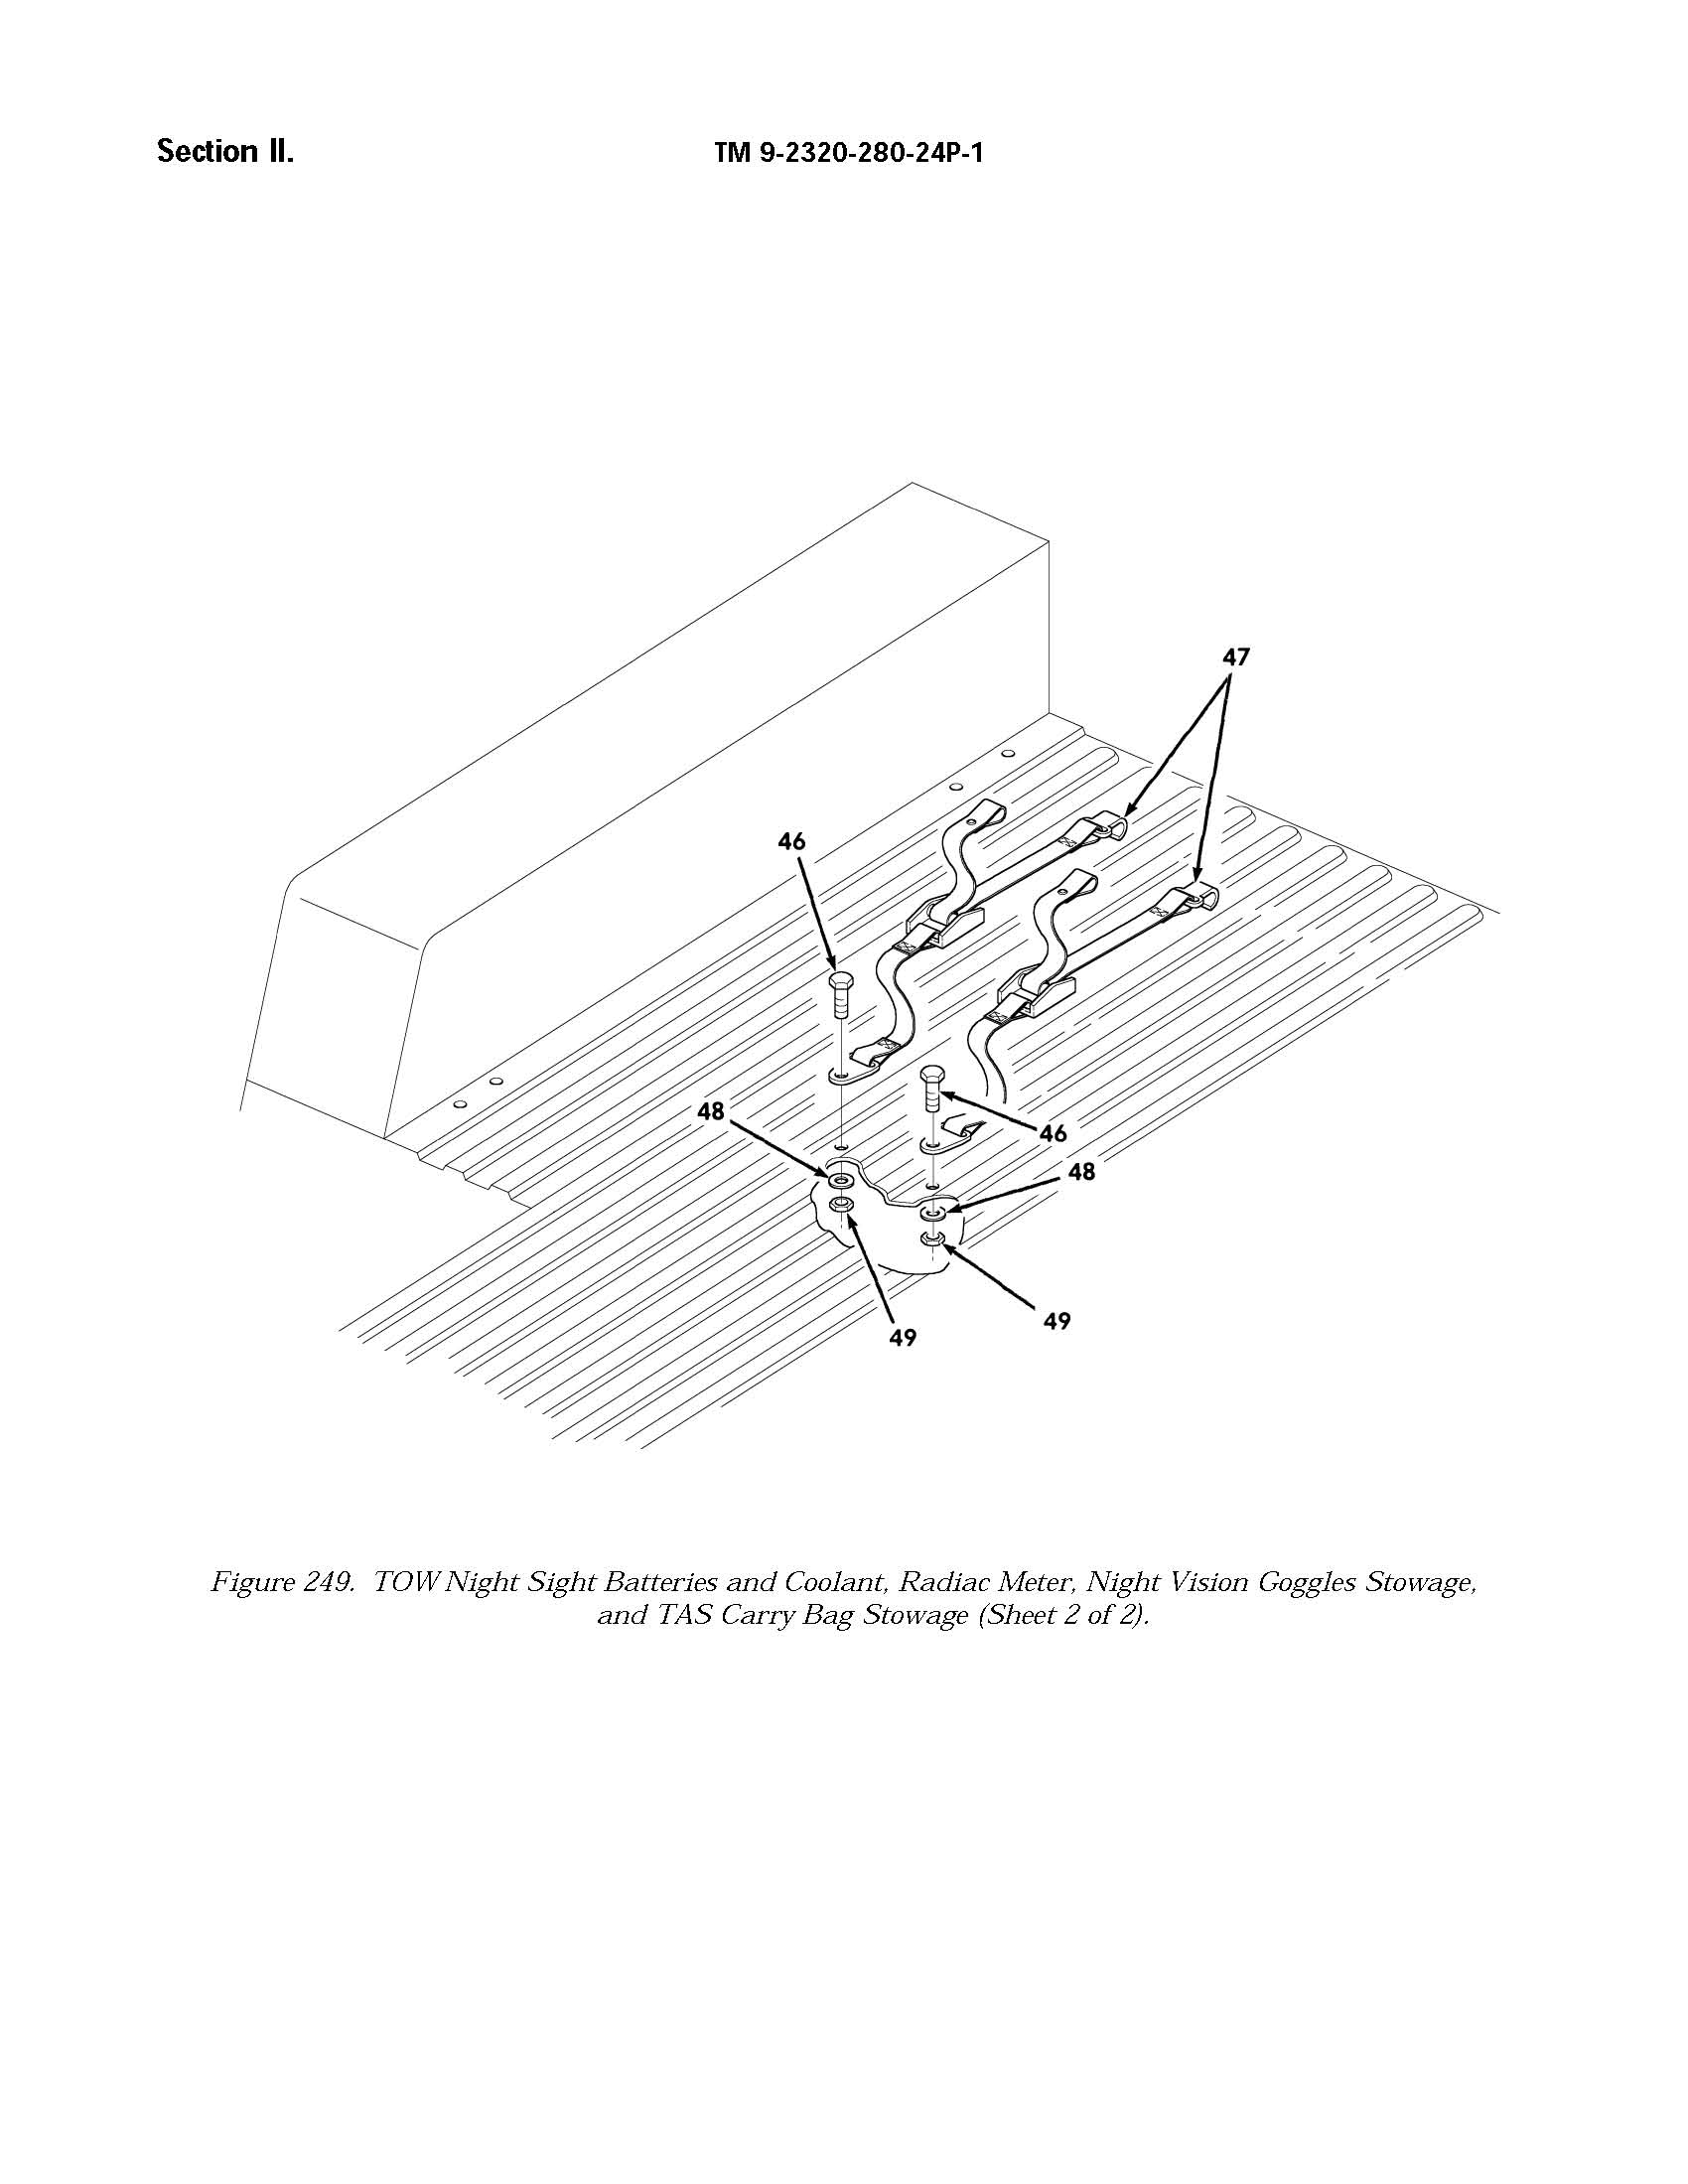 Section II.
TM 9-2320-280-24P-1
47
46
48
46
48
49
49
Figure 249. TOW Night Sight Batteries and Coolant, Radiac Meter, Night Vision Goggles Stowage,
and TAS Carry Bag Stowage (Sheet 2 of 2).